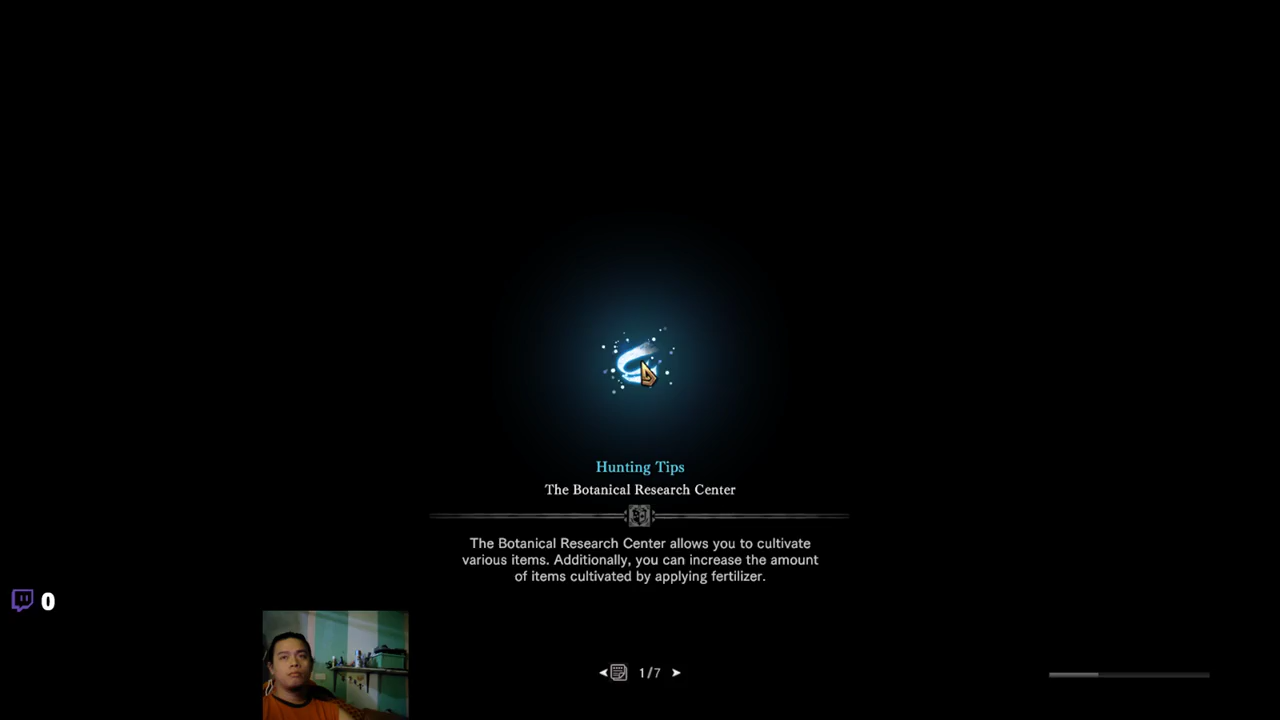 Hunting Tips
The Botanical Research Center
The Botanical Research Center allows you to cultivate
various items. Additionally, you can increase the amount
of items cultivated by applying fertilizer.
0
1/7